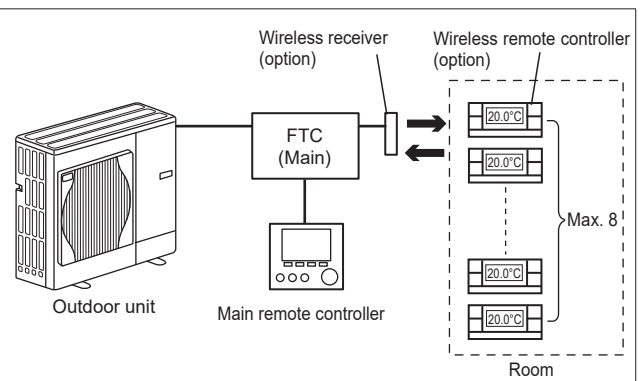 Wireless receiver
(option)
Wireless remote controller
(option)
FTC
(Main)
20.0°C
20.0°C
Max. 8
20.0°C
20.0°C
Outdoor unit
Main remote controller
Room